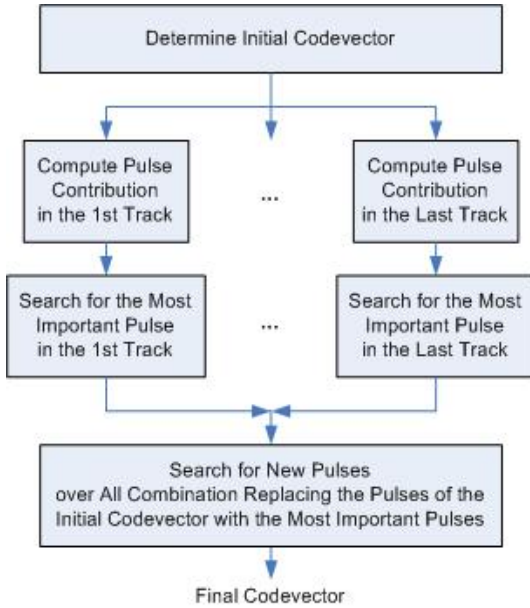 Determine Initial Codevector
Compute Pulse
Contribution
in the 1st Track
...
Compute Pulse
Contribution
in the Last Track
Search for the Most
Important Pulse
in the 1st Track
...
Search for the Most
Important Pulse
in the Last Track
Search for New Pulses
over All Combination Replacing the Pulses of the
Initial Codevector with the Most Important Pulses
Final Codevector